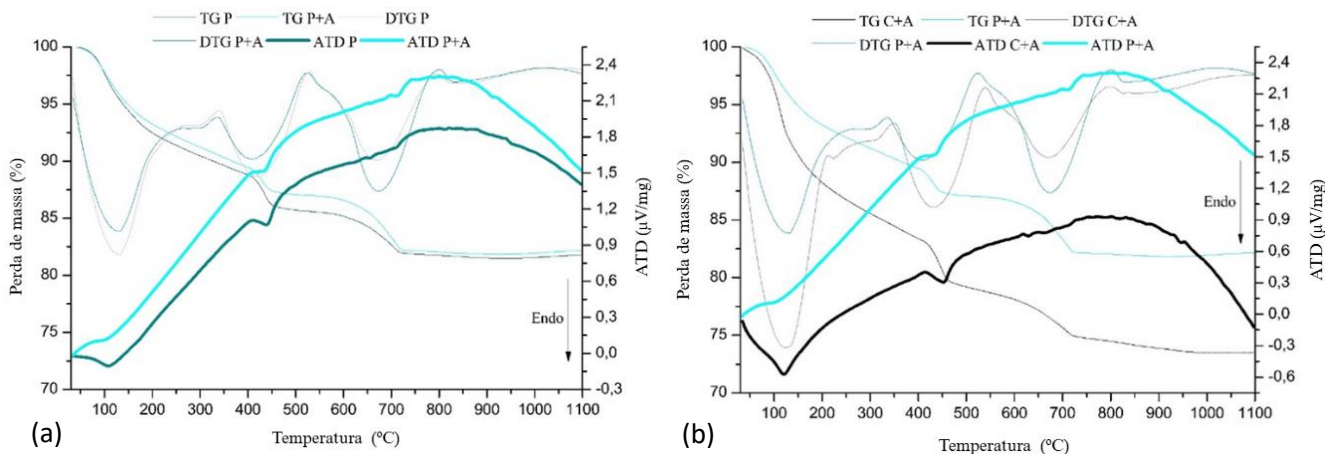 TG P TG P+A DTG P
DTG P+A ATD P ATD P+A
100
95
90
85
80
75
70
Perda de massa (%)
2,4
2,1
1,8
1,5
1,2
0,9
0,6
0,3
0,0
-0,3
ATD (µV/mg)
Endo
100 200 300 400 500 600 700 800 900 1000 1100
Temperatura (ºC)
(a)
TG C+A TG P+A DTG C+A
DTG P+A ATD C+A ATD P+A
100
95
90
85
80
75
70
Perda de massa (%)
2,4
2,1
1,8
1,5
1,2
0,9
0,6
0,3
0,0
-0,3
-0,6
ATD (µV/mg)
Endo
100 200 300 400 500 600 700 800 900 1000 1100
Temperatura (ºC)
(b)